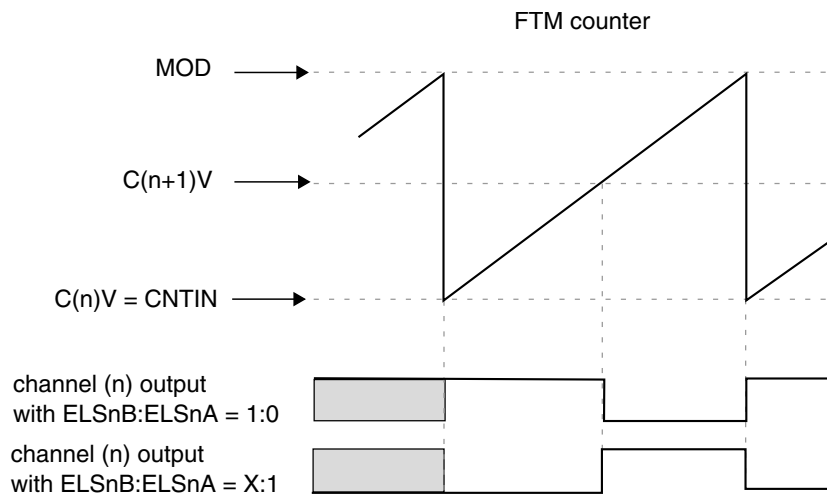 FTM counter
MOD
C(n+1)V
C(n)V = CNTIN
channel (n) output
with ELSnB:ELSnA = 1:0
channel (n) output
with ELSnB:ELSnA = X:1